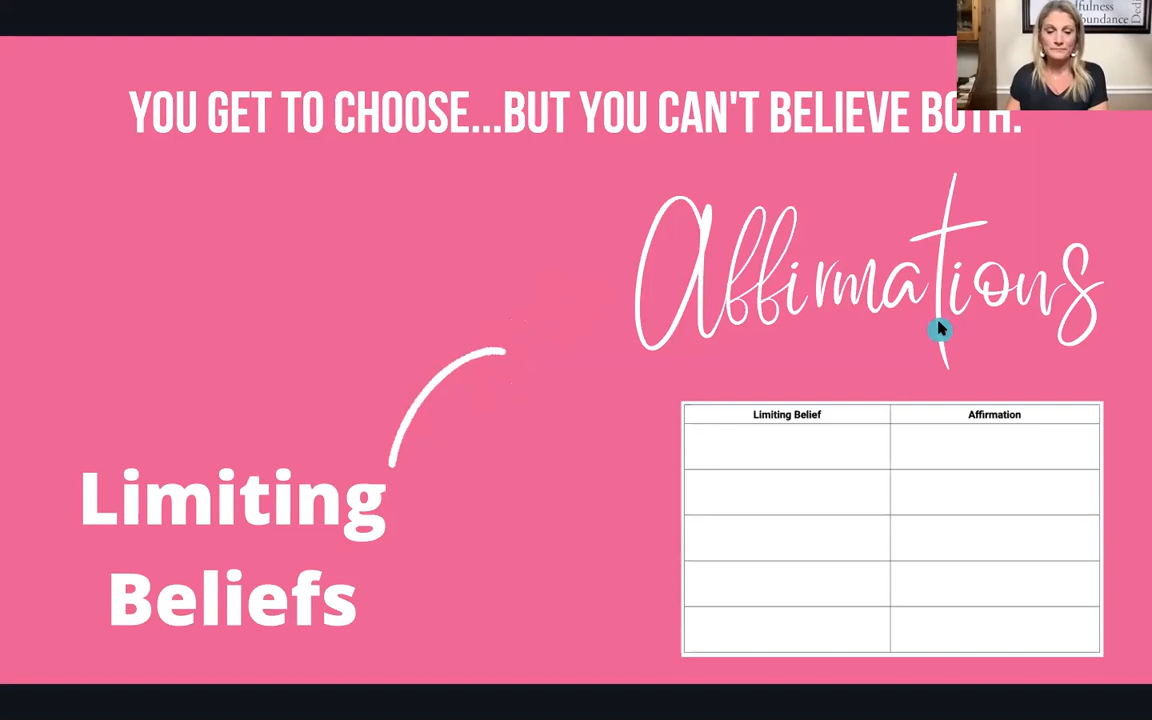 YOU GET TO CHOOSE...BUT YOU CAN'T BELIEVE BOTH.
Affirmations
Limiting Belief Affirmation
Limiting
Beliefs